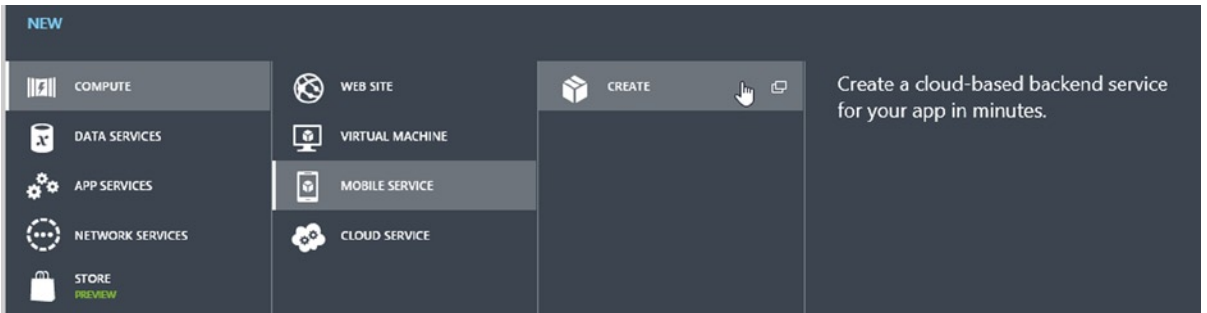 NEW
COMPUTE
DATA SERVICES
APP SERVICES
NETWORK SERVICES
STORE
PREVIEW
WEB SITE
VIRTUAL MACHINE
MOBILE SERVICE
CLOUD SERVICE
CREATE
Create a cloud-based backend service
for your app in minutes.